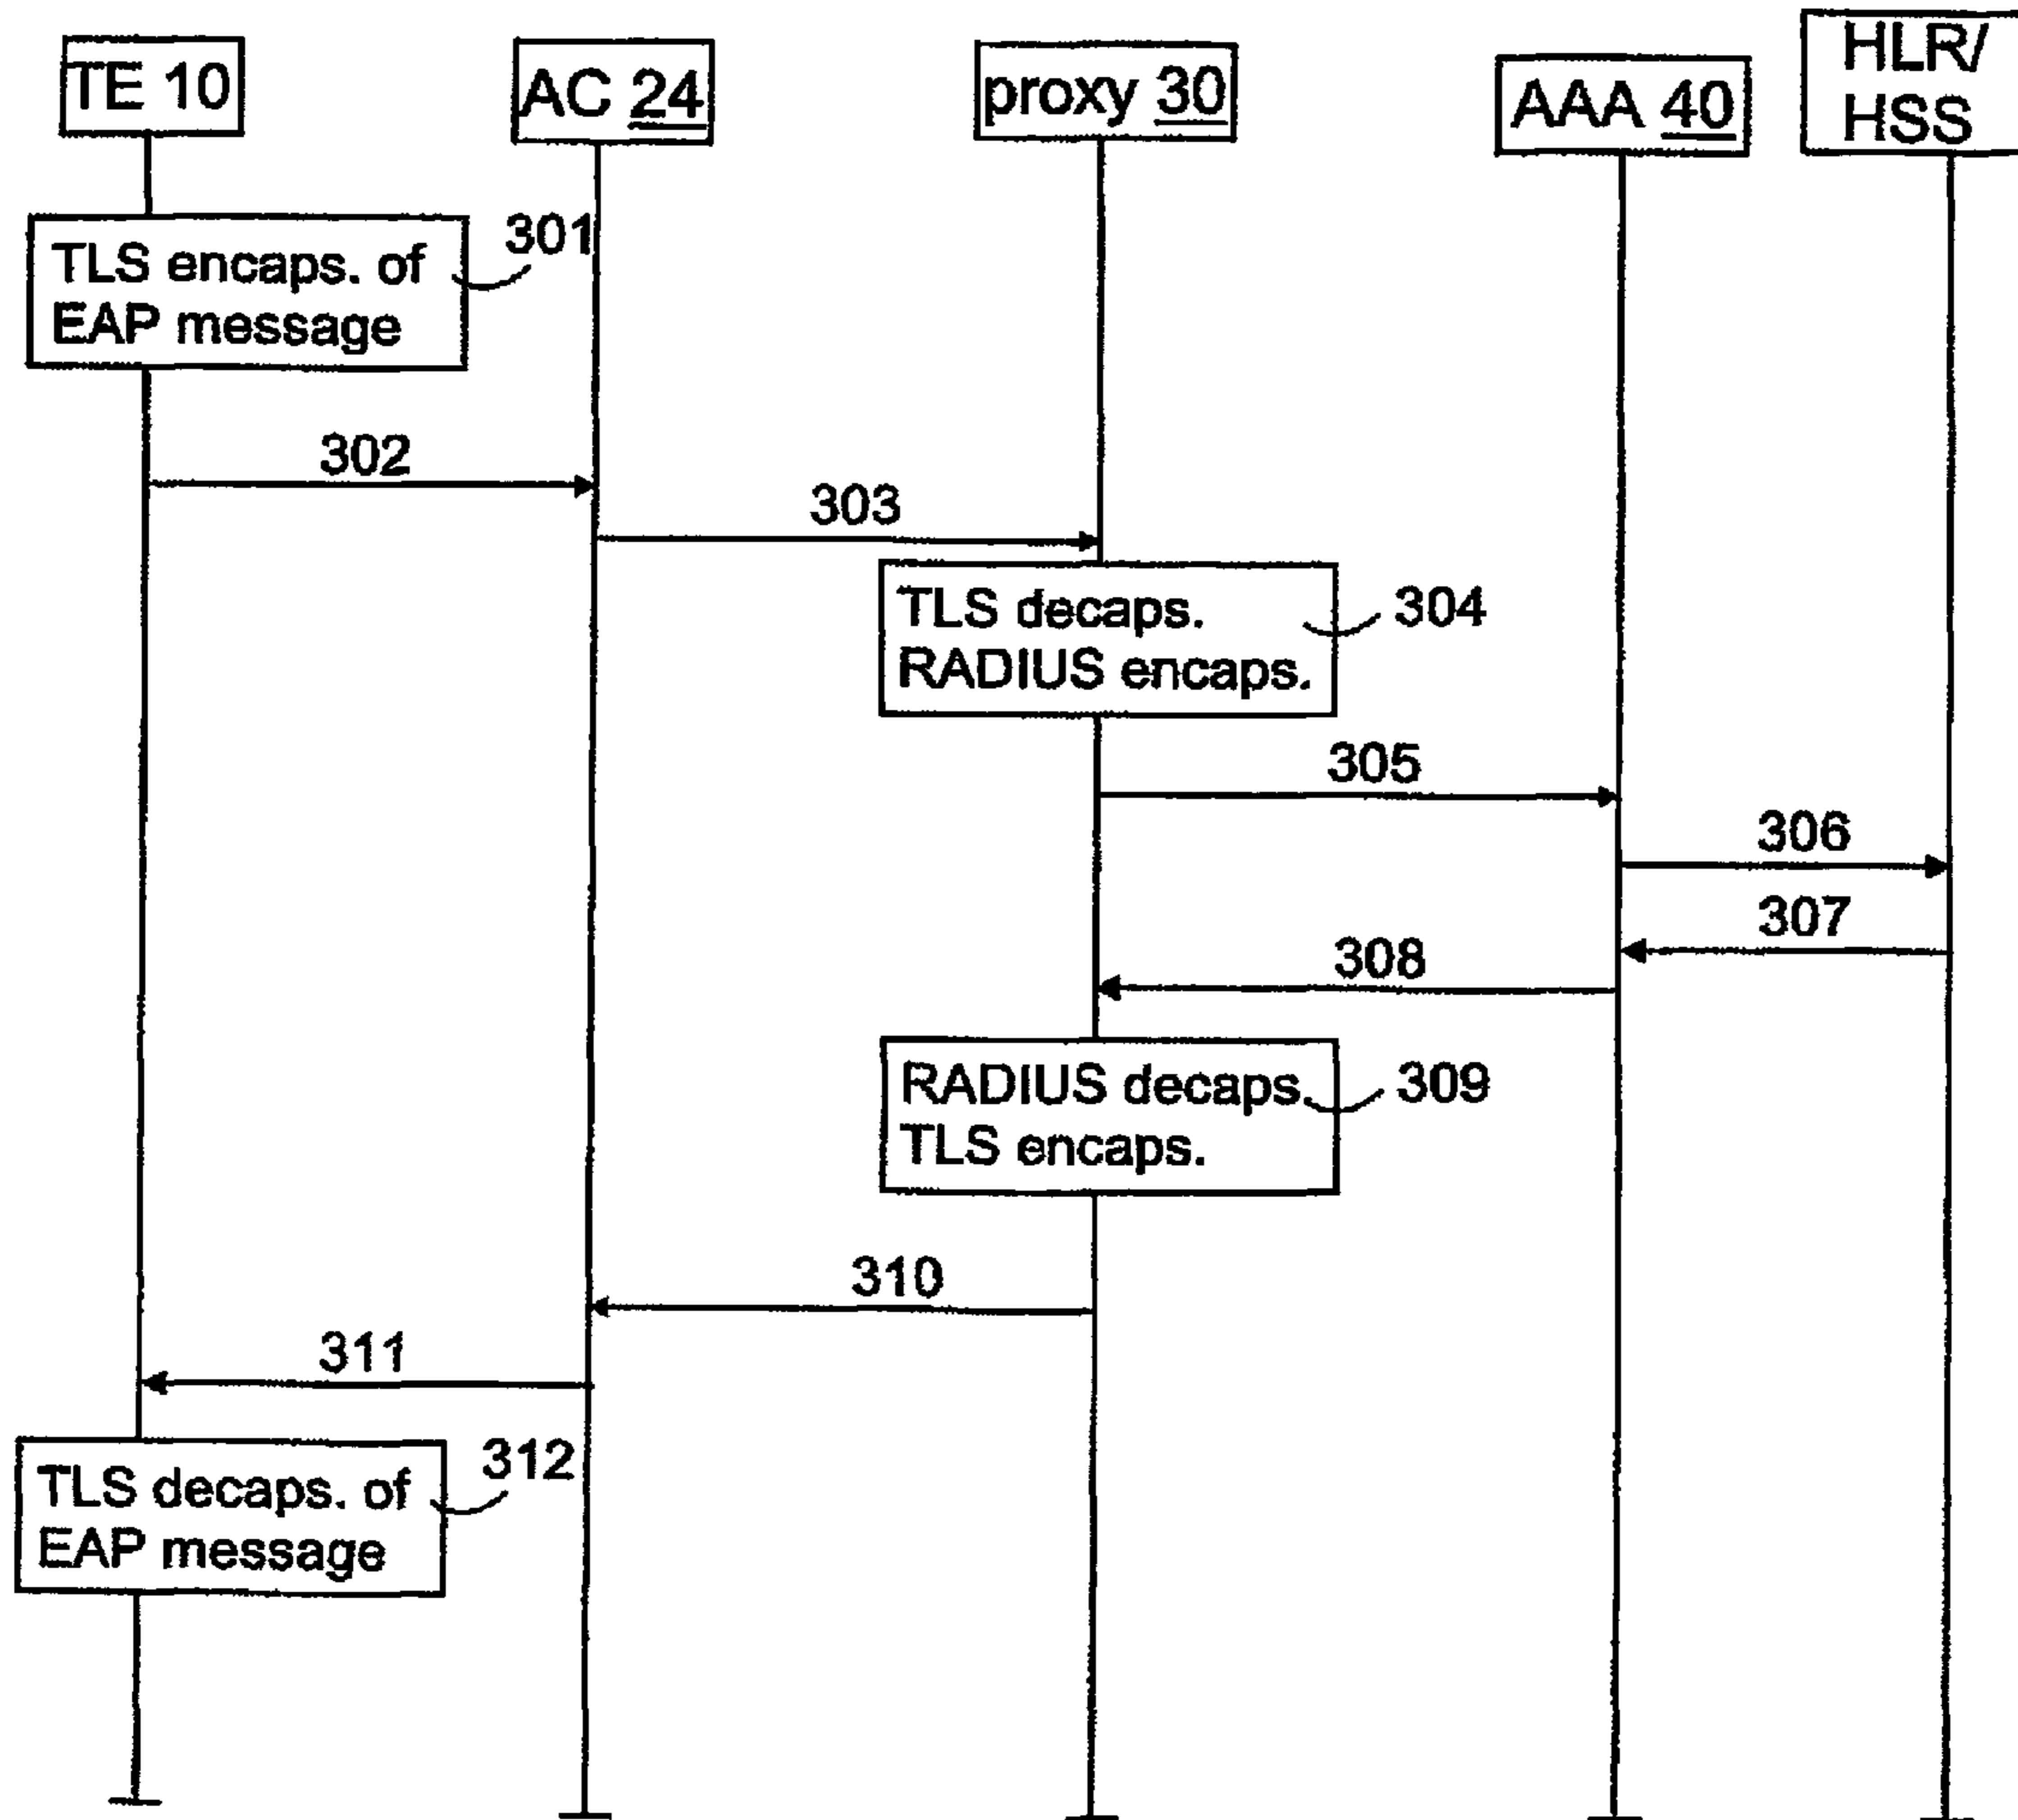 TE 10
AC 24
proxy 30
AAA 40
HLR/
HSS
TLS encaps. of
EAP message
301
302
303
TLS decaps.
RADIUS encaps.
304
305
306
307
308
RADIUS decaps.
TLS encaps.
309
310
311
TLS decaps. of
EAP message
312